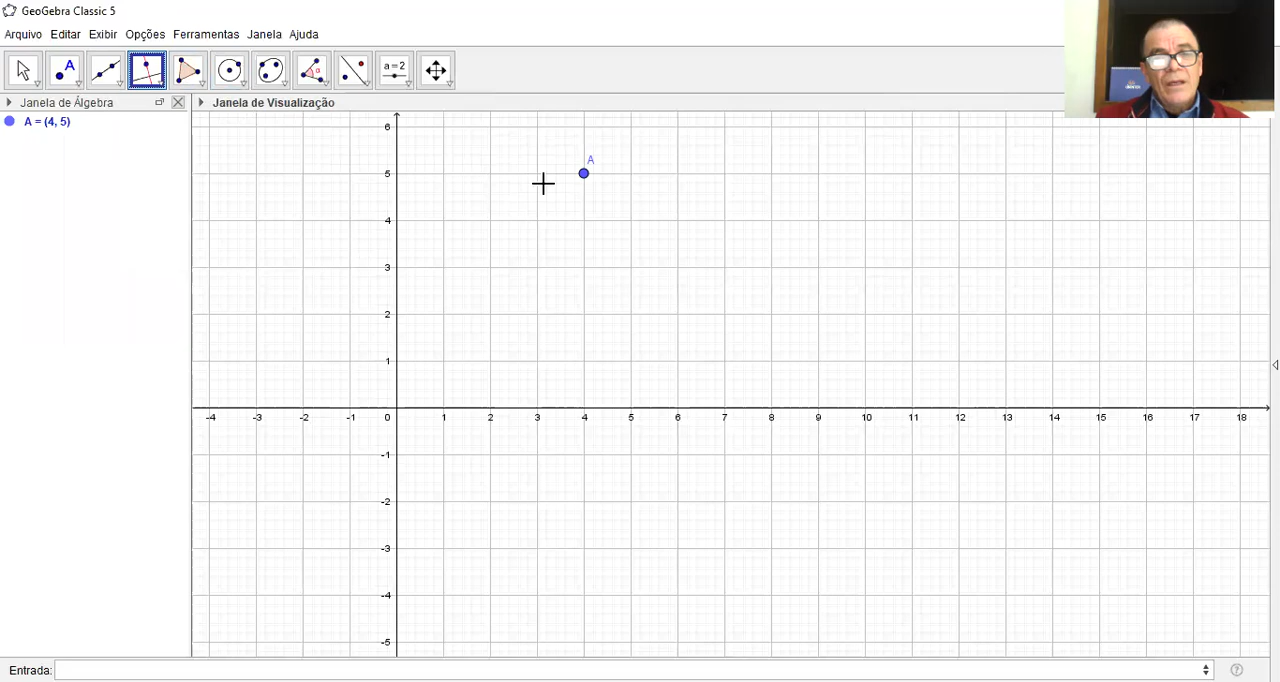 GeoGebra Classic 5
Arquivo Editar Exibir Opções Ferramentas Janela Ajuda
A α a=2
Janela de Álgebra Janela de Visualização
A = (4, 5)
A
6
5
4
3
2
1
-4 -3 -2 -1 0 1 2 3 4 5 6 7 8 9 10 11 12 13 14 15 16 17 18
-1
-2
-3
-4
-5
Entrada: